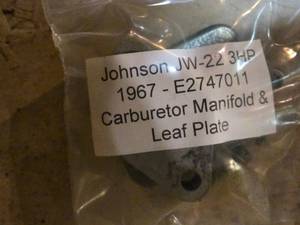 Johnson JW-22 3HP
1967 - E2747011
Carburetor Manifold &
Leaf Plate